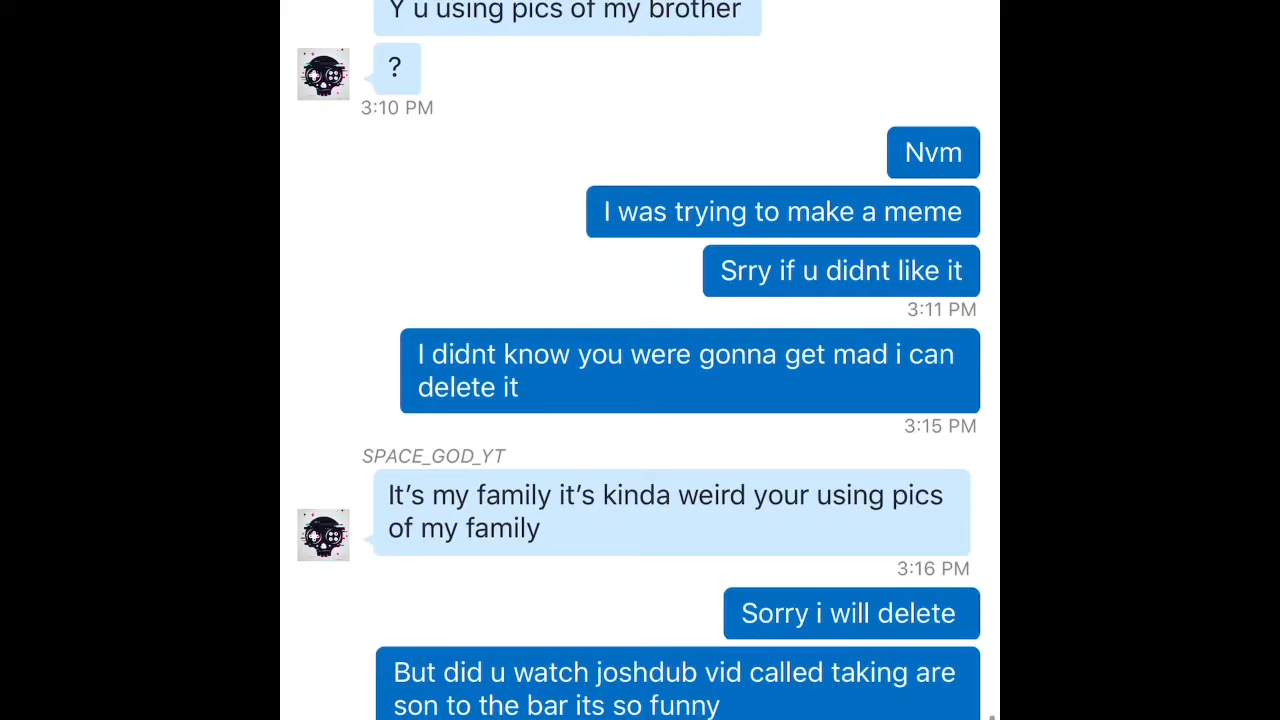 Y u using pics of my brother
?
3:10 PM
Nvm
I was trying to make a meme
Srry if u didnt like it
3:11 PM
I didnt know you were gonna get mad i can
delete it
3:15 PM
SPACE_GOD_YT
It’s my family it’s kinda weird your using pics
of my family
3:16 PM
Sorry i will delete
But did u watch joshdub vid called taking are
son to the bar its so funny